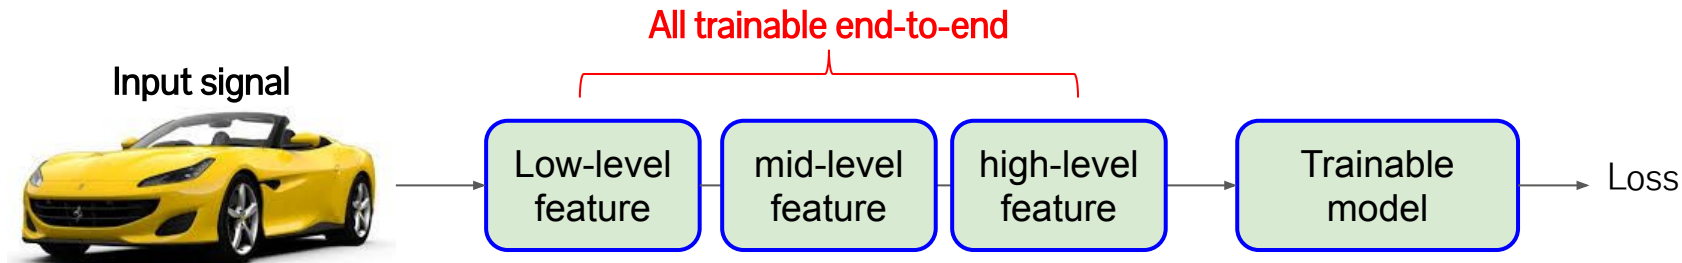 All trainable end-to-end
Input signal
Low-level
feature
mid-level
feature
high-level
feature
Trainable
model
Loss